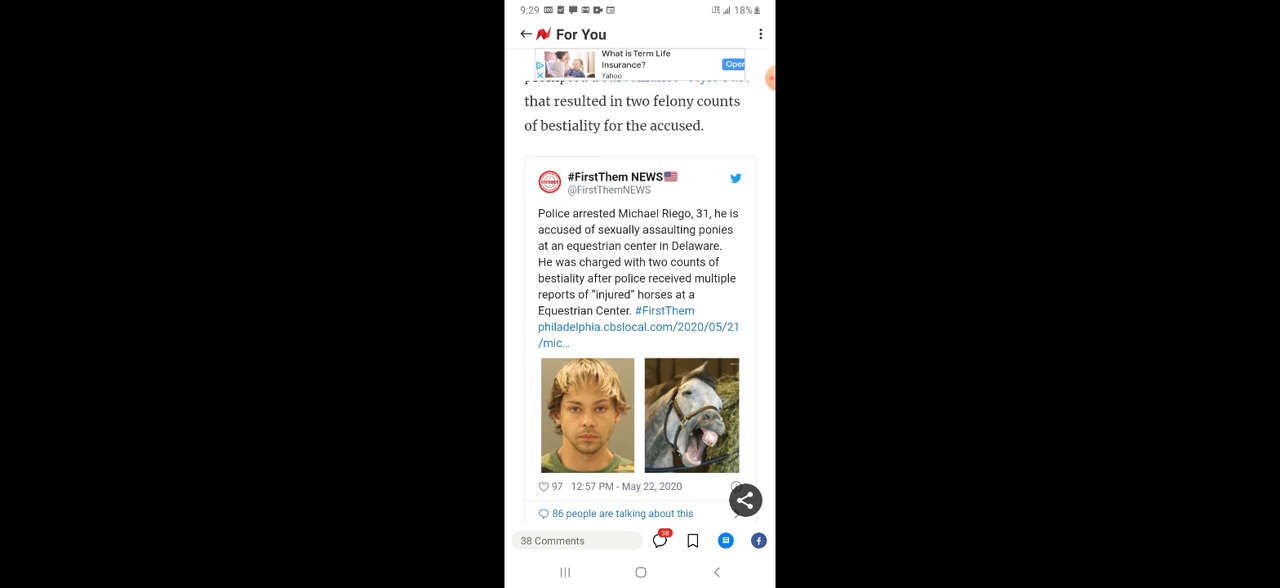 9:29
LTE 18%
For You
What is Term Life
Insurance?
Yahoo
Open
that resulted in two felony counts
of bestiality for the accused.
#FirstThem NEWS
@FirstThemNEWS
Police arrested Michael Riego, 31, he is
accused of sexually assaulting ponies
at an equestrian center in Delaware.
He was charged with two counts of
bestiality after police received multiple
reports of “injured” horses at a
Equestrian Center. #FirstThem
philadelphia.cbslocal.com/2020/05/21
/mic...
97 12:57 PM - May 22, 2020
86 people are talking about this
38 Comments
38